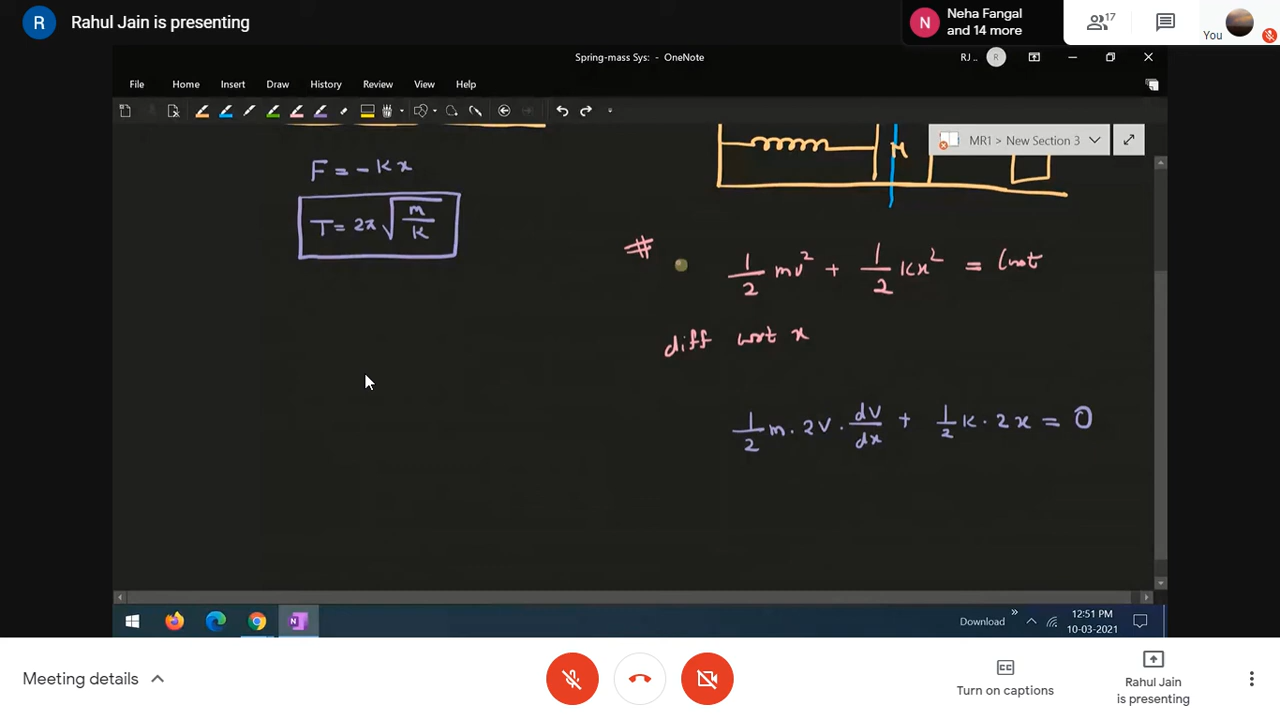 R Rahul Jain is presenting
N Neha Fangal and 14 more
17
You
Spring-mass Sys: - OneNote
RJ .. R
File Home Insert Draw History Review View Help
MR1 > New Section 3
M
F = -kx
T = 2π √(m/k)
# 1/2 mv² + 1/2 kx² = Const
diff wrt x
1/2 m · 2v · dv/dx + 1/2 k · 2x = 0
Download » 12:51 PM
10-03-2021
Meeting details
CC
Turn on captions
Rahul Jain
is presenting